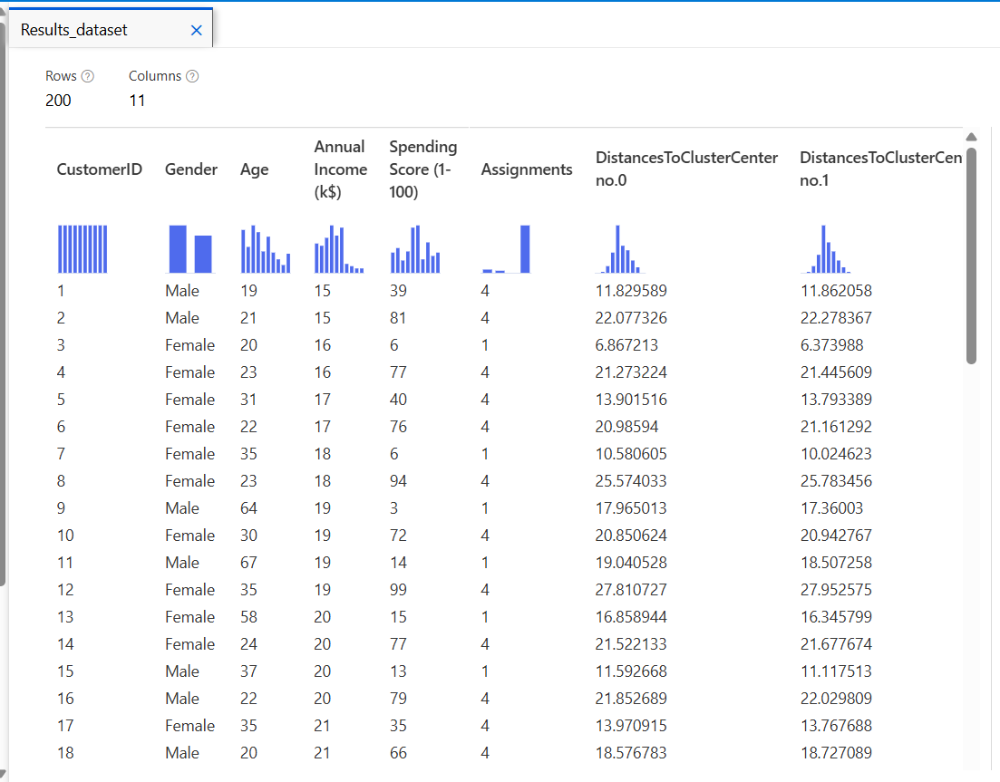 Results_dataset
Rows Columns
200 11
CustomerID Gender Age Annual Income (k$) Spending Score (1-100) Assignments DistancesToClusterCenter no.0 DistancesToClusterCen no.1
1 Male 19 15 39 4 11.829589 11.862058
2 Male 21 15 81 4 22.077326 22.278367
3 Female 20 16 6 1 6.867213 6.373988
4 Female 23 16 77 4 21.273224 21.445609
5 Female 31 17 40 4 13.901516 13.793389
6 Female 22 17 76 4 20.98594 21.161292
7 Female 35 18 6 1 10.580605 10.024623
8 Female 23 18 94 4 25.574033 25.783456
9 Male 64 19 3 1 17.965013 17.36003
10 Female 30 19 72 4 20.850624 20.942767
11 Male 67 19 14 1 19.040528 18.507258
12 Female 35 19 99 4 27.810727 27.952575
13 Female 58 20 15 1 16.858944 16.345799
14 Female 24 20 77 4 21.522133 21.677674
15 Male 37 20 13 1 11.592668 11.117513
16 Male 22 20 79 4 21.852689 22.029809
17 Female 35 21 35 4 13.970915 13.767688
18 Male 20 21 66 4 18.576783 18.727089